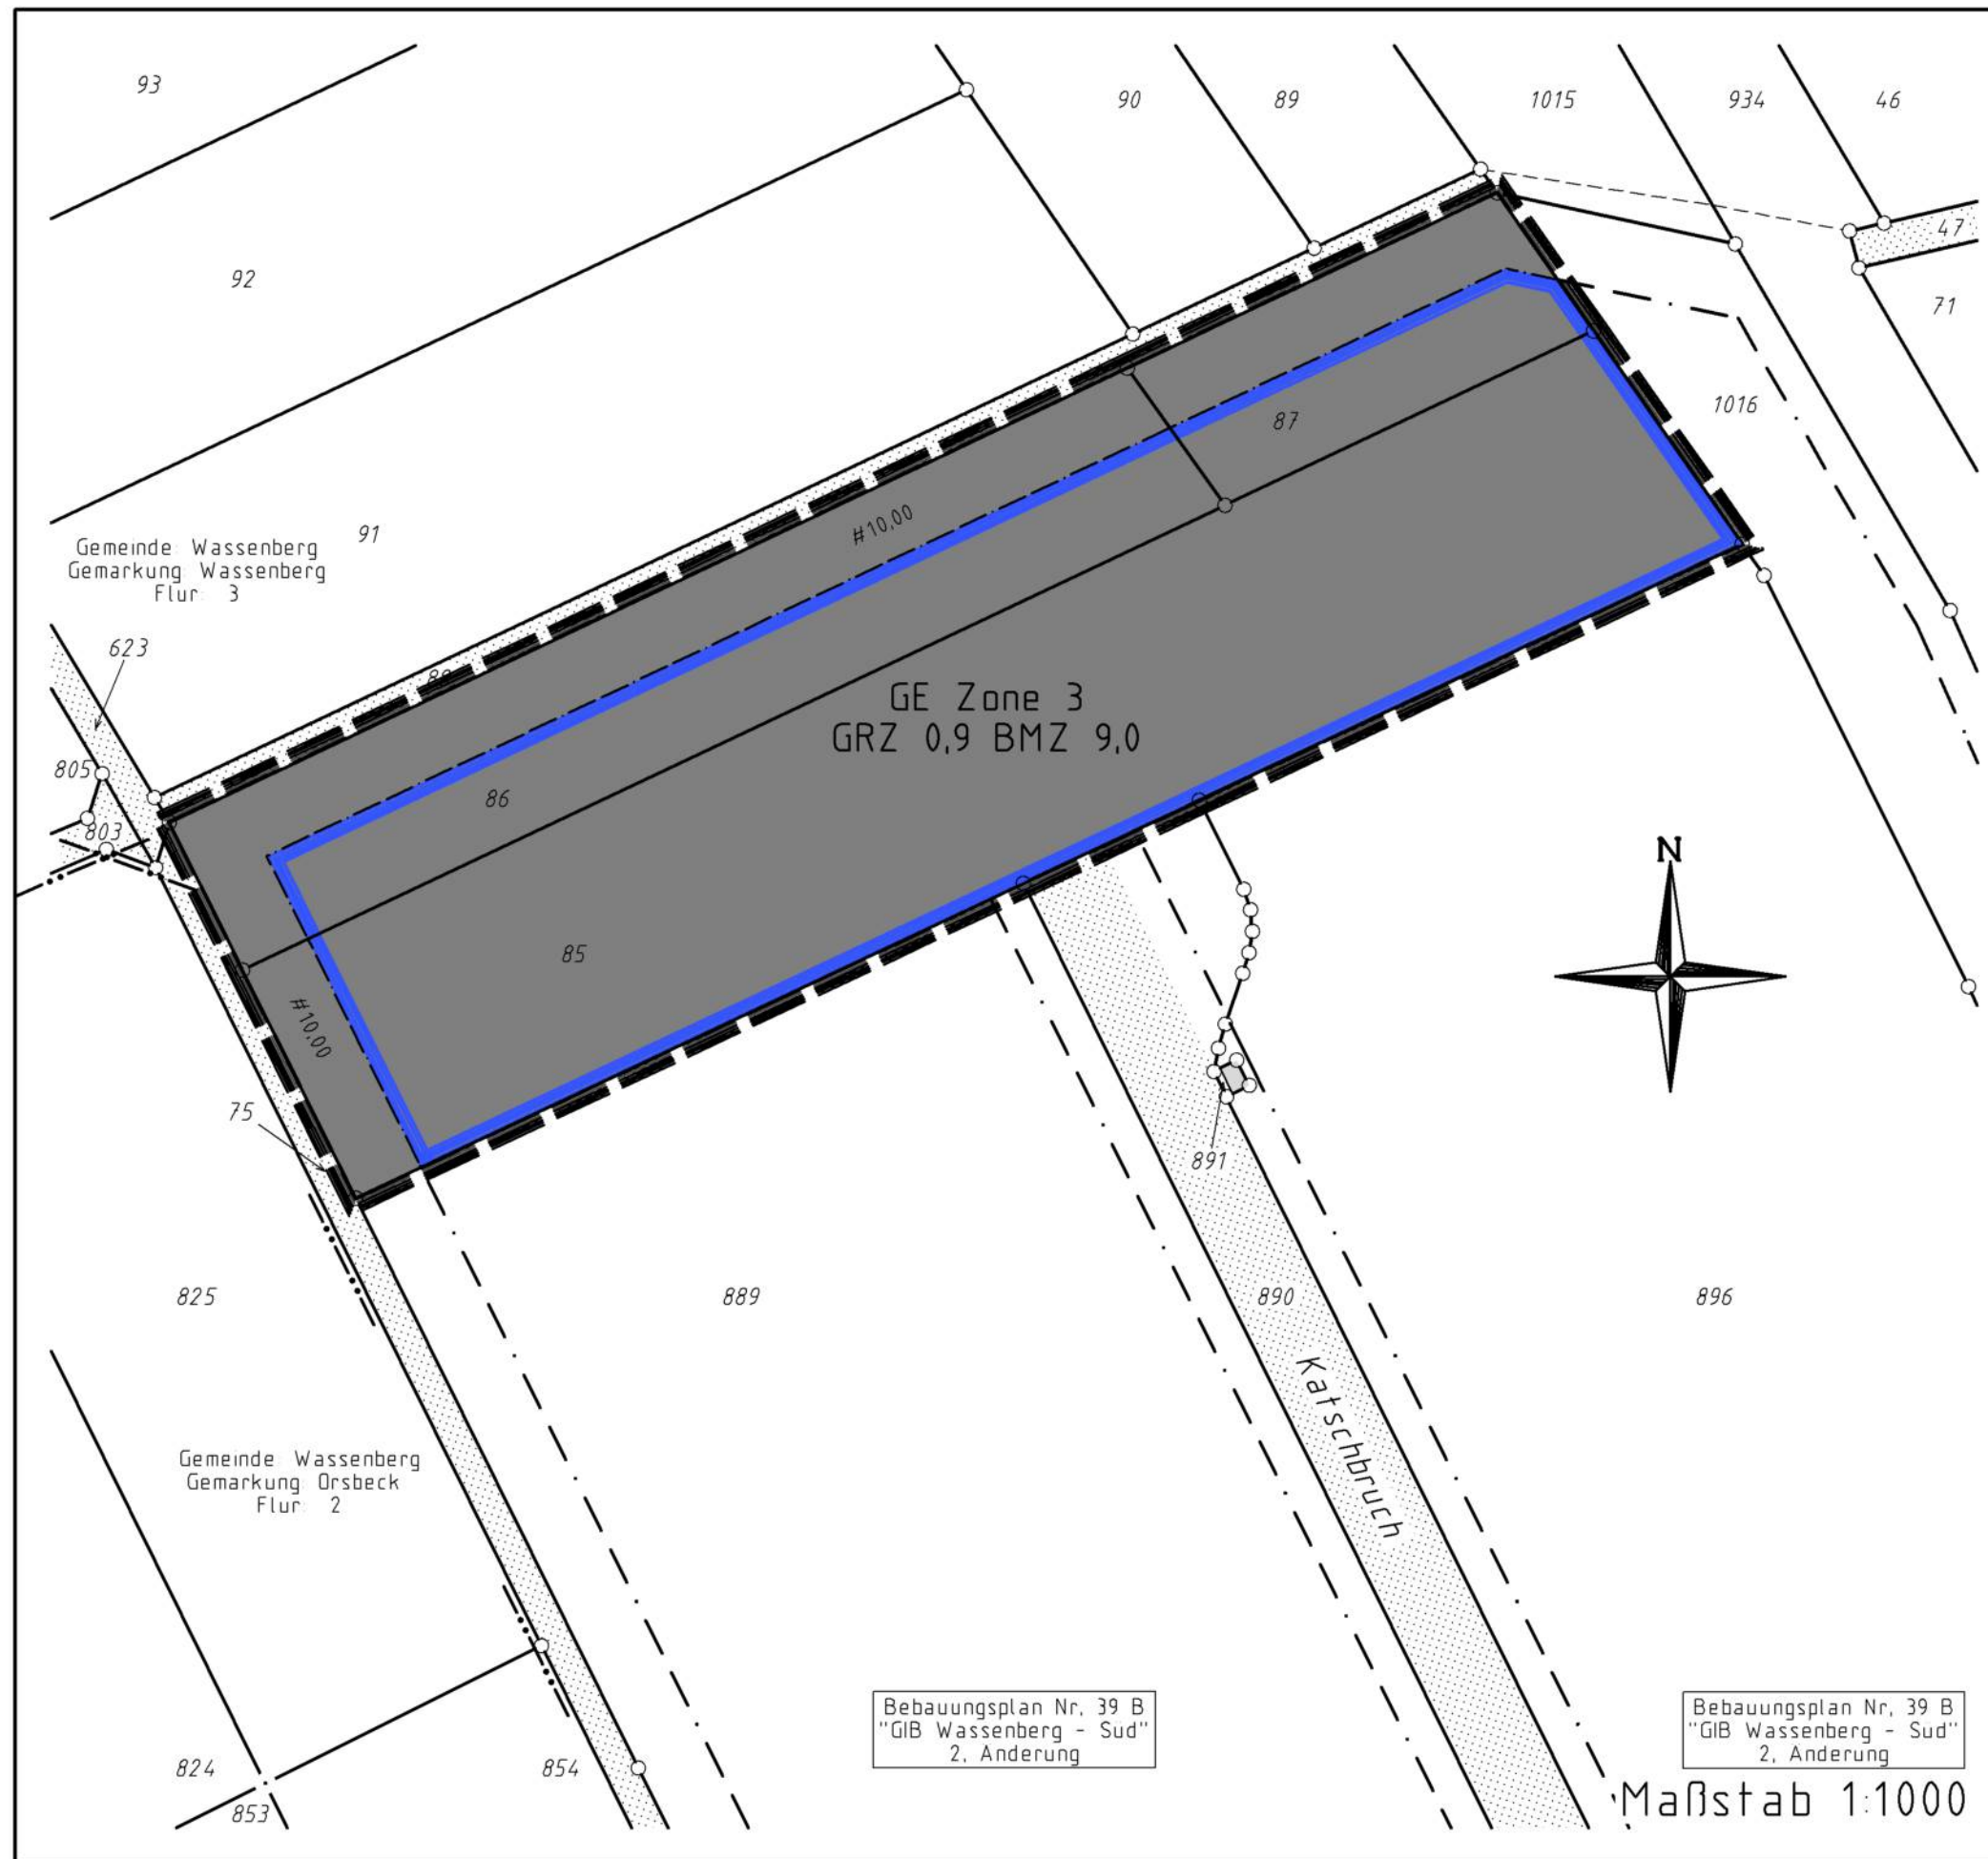 93
90
89
1015
934
46
47
92
71
1016
87
#10,00
91
Gemeinde Wassenberg
Gemarkung Wassenberg
Flur 3
623
GE Zone 3
GRZ 0,9 BMZ 9,0
805
86
803
N
85
#10,00
75
891
825
889
890
896
Katschbruch
Gemeinde Wassenberg
Gemarkung Orsbeck
Flur 2
Bebauungsplan Nr, 39 B
"GIB Wassenberg - Sud"
2, Anderung
Bebauungsplan Nr, 39 B
"GIB Wassenberg - Sud"
2, Anderung
824
854
853
Maßstab 1:1000